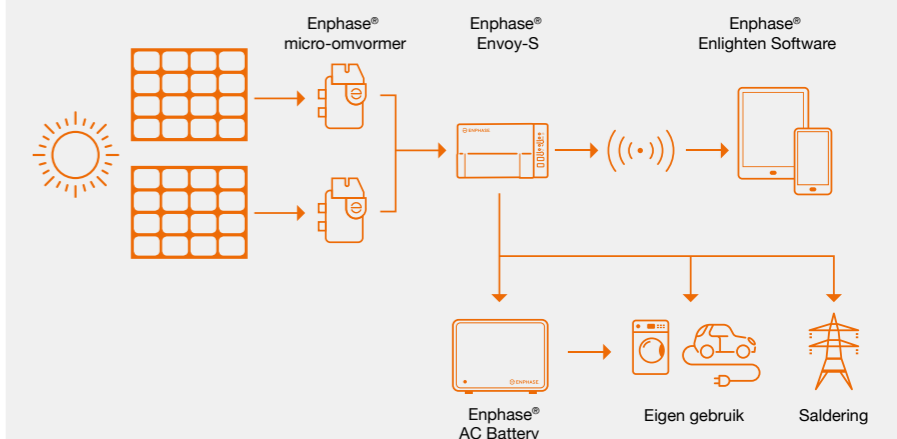 Enphase®
micro-omvormer
Enphase®
Envoy-S
Enphase®
Enlighten Software
ENPHASE
ENPHASE
Enphase®
AC Battery
Eigen gebruik
Saldering